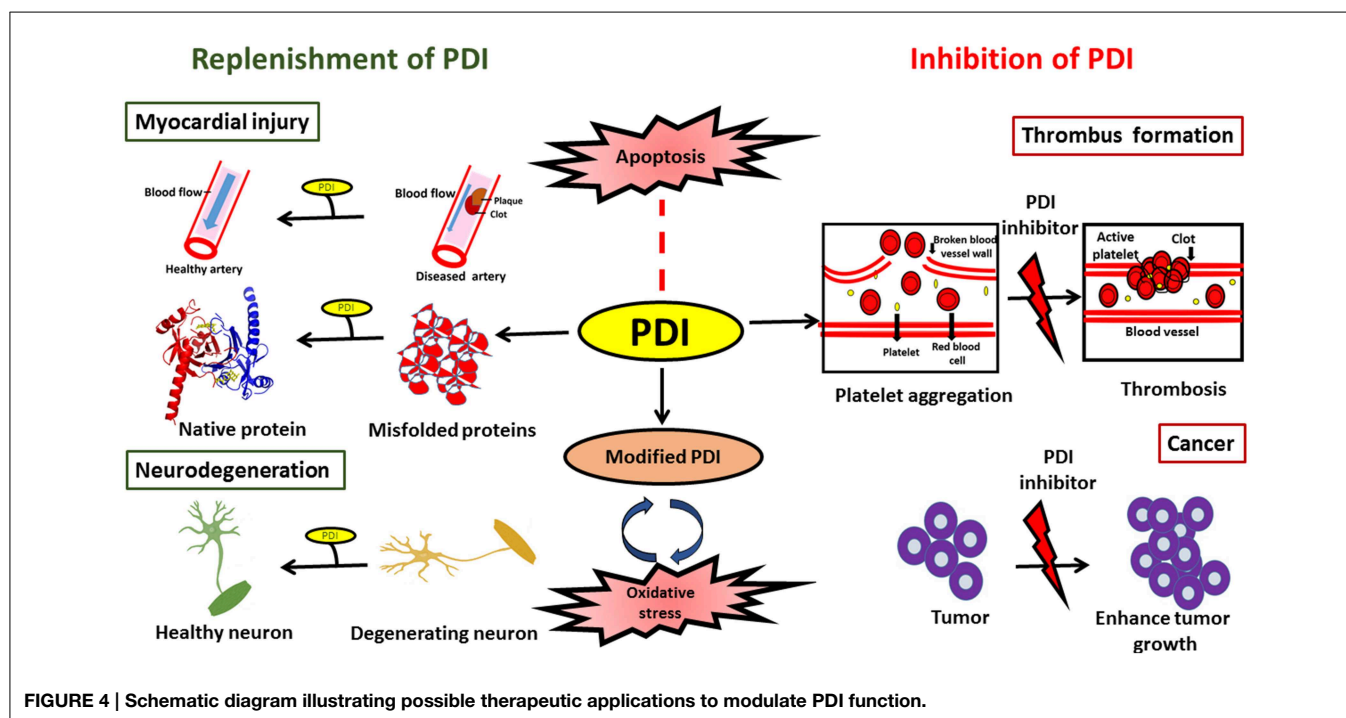 Replenishment of PDI
Inhibition of PDI
Myocardial injury
Blood flow
Healthy artery
PDI
Blood flow
Plaque
Clot
Diseased artery
PDI
Native protein
Misfolded proteins
Neurodegeneration
PDI
Healthy neuron
Degenerating neuron
Apoptosis
PDI
Modified PDI
Oxidative
stress
Thrombus formation
Broken blood
vessel wall
Platelet
Red blood
cell
Platelet aggregation
PDI
inhibitor
Active
platelet
Clot
Blood vessel
Thrombosis
Cancer
PDI
inhibitor
Tumor
Enhance tumor
growth
FIGURE 4 | Schematic diagram illustrating possible therapeutic applications to modulate PDI function.